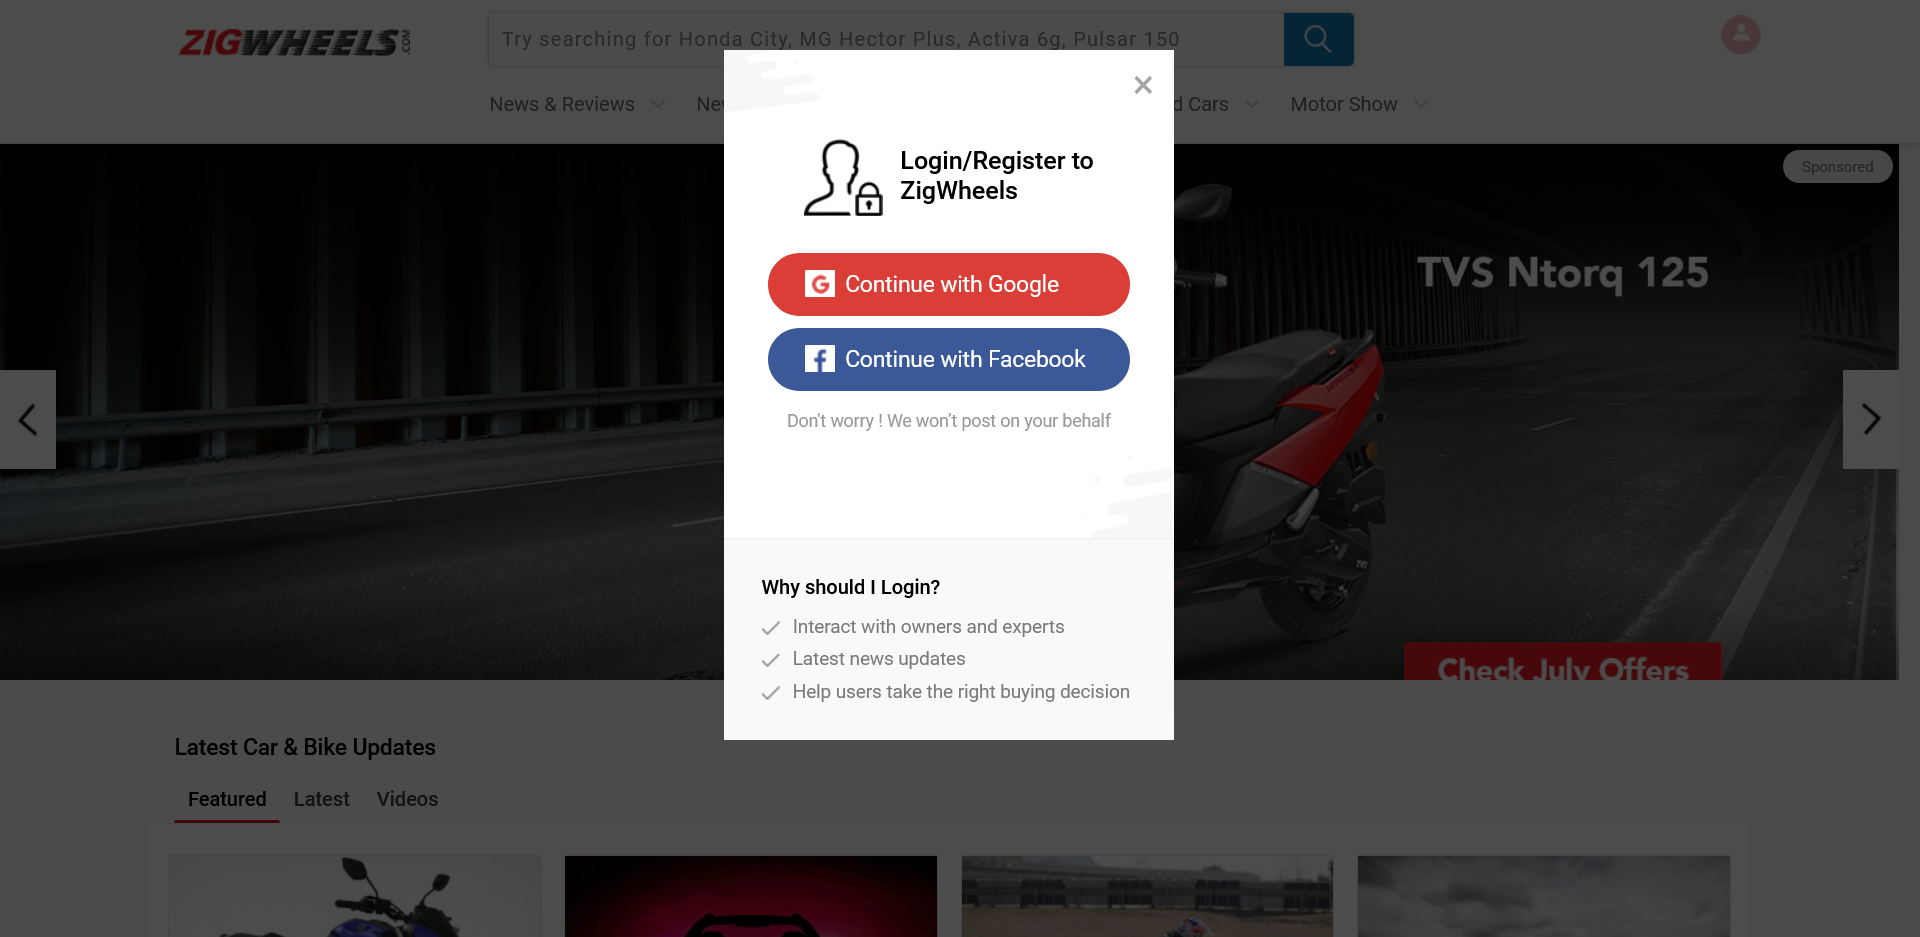 ZIGWHEELS.COM
Try searching for Honda City, MG Hector Plus, Activa 6g, Pulsar 150
News & Reviews
Motor Show
Cars
Sponsored
Login/Register to
ZigWheels
Continue with Google
Continue with Facebook
Don't worry ! We won’t post on your behalf
TVS Ntorq 125
TVS
Check July Offers
Why should I Login?
Interact with owners and experts
Latest news updates
Help users take the right buying decision
Latest Car & Bike Updates
Featured Latest Videos